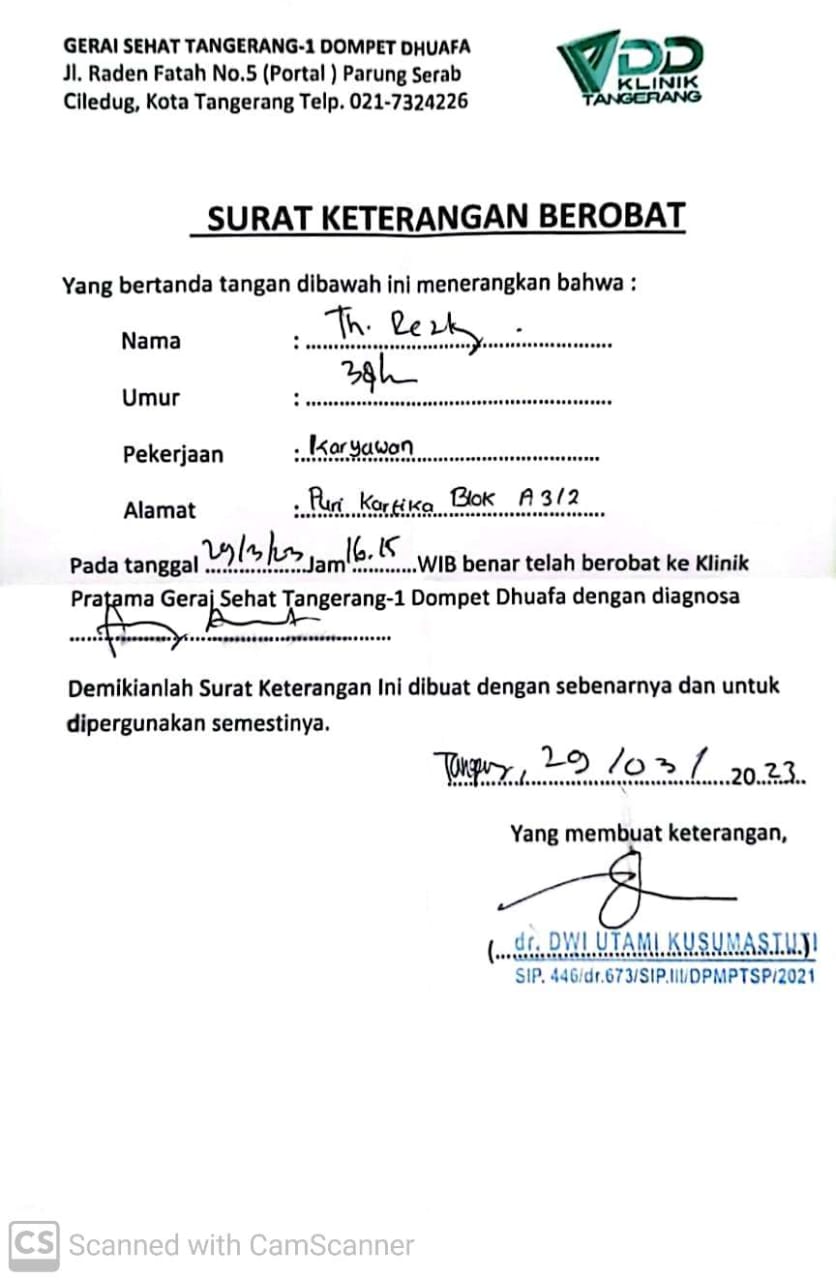 GERAI SEHAT TANGERANG-1 DOMPET DHUAFA
Jl. Raden Fatah No.5 (Portal ) Parung Serab
Ciledug, Kota Tangerang Telp. 021-7324226
DD
KLINIK
TANGERANG
SURAT KETERANGAN BEROBAT
Yang bertanda tangan dibawah ini menerangkan bahwa :
Nama : Th. Rezky
Umur :
Pekerjaan : Karyawan
Alamat : Puri Kartika Blok A3/2
Pada tanggal 29/3/23 Jam 16.15 WIB benar telah berobat ke Klinik
Pratama Gerai Sehat Tangerang-1 Dompet Dhuafa dengan diagnosa
Demikianlah Surat Keterangan Ini dibuat dengan sebenarnya dan untuk
dipergunakan semestinya.
29/03/2023
Yang membuat keterangan,
(dr. DWI UTAMI KUSUMASTUTI)
SIP. 446/dr.673/SIP.III/DPMPTSP/2021
CS Scanned with CamScanner